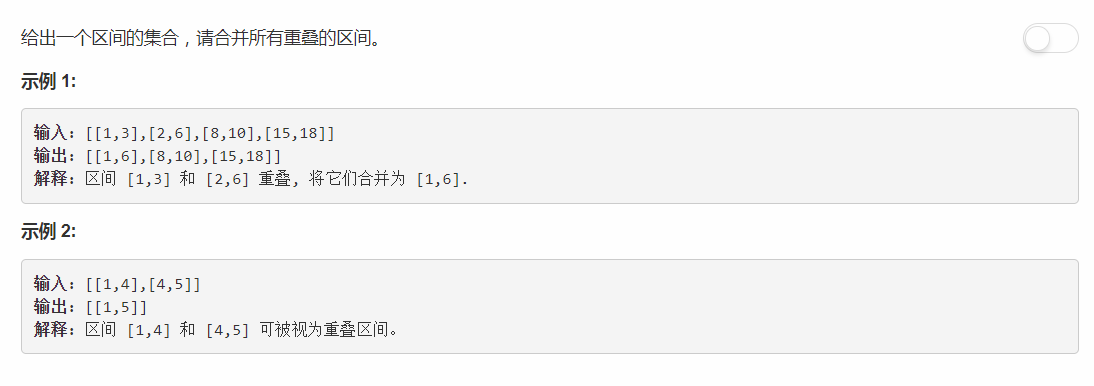 给出一个区间的集合，请合并所有重叠的区间。
示例 1:
输入: [[1,3],[2,6],[8,10],[15,18]]
输出: [[1,6],[8,10],[15,18]]
解释: 区间 [1,3] 和 [2,6] 重叠, 将它们合并为 [1,6].
示例 2:
输入: [[1,4],[4,5]]
输出: [[1,5]]
解释: 区间 [1,4] 和 [4,5] 可被视为重叠区间。